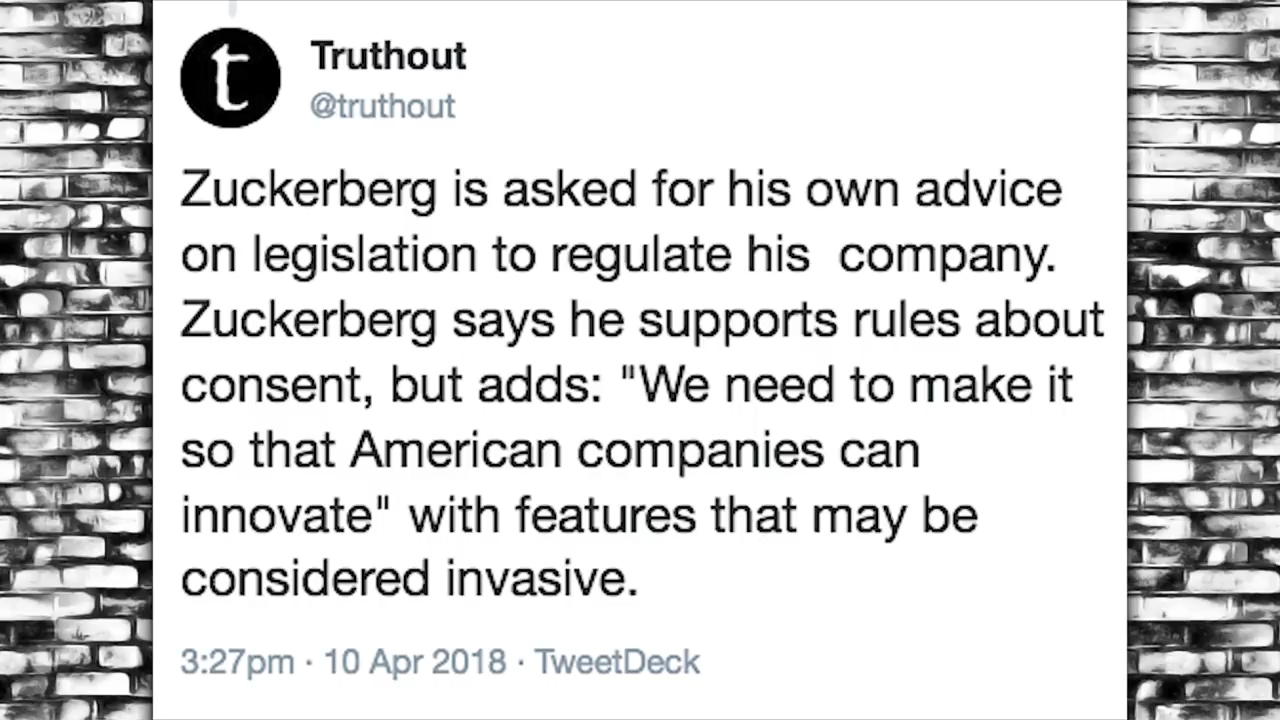 t
Truthout
@truthout
Zuckerberg is asked for his own advice
on legislation to regulate his  company.
Zuckerberg says he supports rules about
consent, but adds: "We need to make it
so that American companies can
innovate" with features that may be
considered invasive.
3:27pm · 10 Apr 2018 · TweetDeck